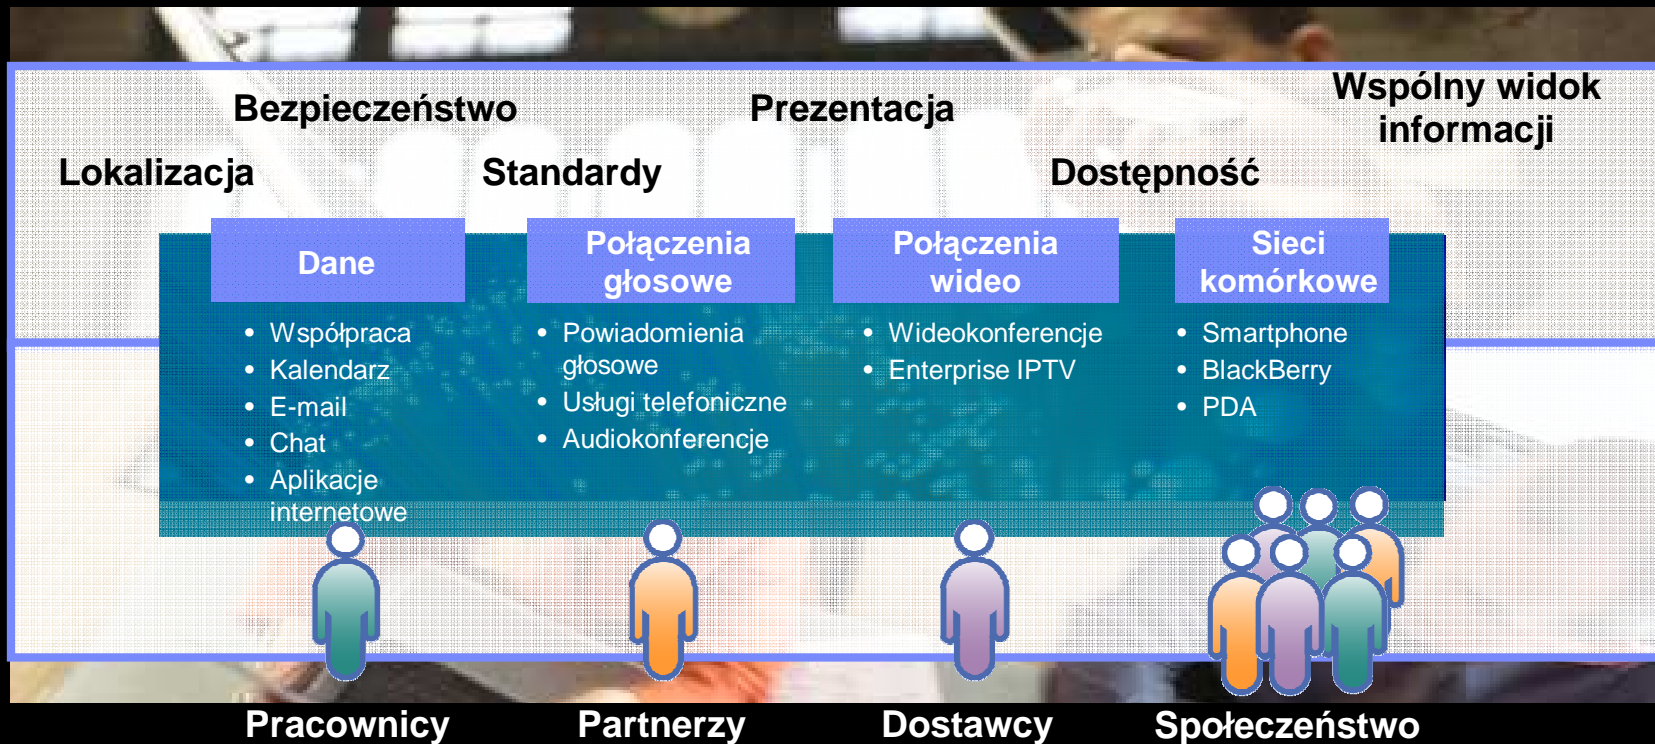 Bezpieczeństwo
Prezentacja
Wspólny widok
informacji
Lokalizacja
Standardy
Dostępność
Dane
• Współpraca
• Kalendarz
• E-mail
• Chat
• Aplikacje
internetowe
Połączenia
głosowe
• Powiadomienia
głosowe
• Usługi telefoniczne
• Audiokonferencje
Połączenia
wideo
• Wideokonferencje
• Enterprise IPTV
Sieci
komórkowe
• Smartphone
• BlackBerry
• PDA
Pracownicy
Partnerzy
Dostawcy
Społeczeństwo